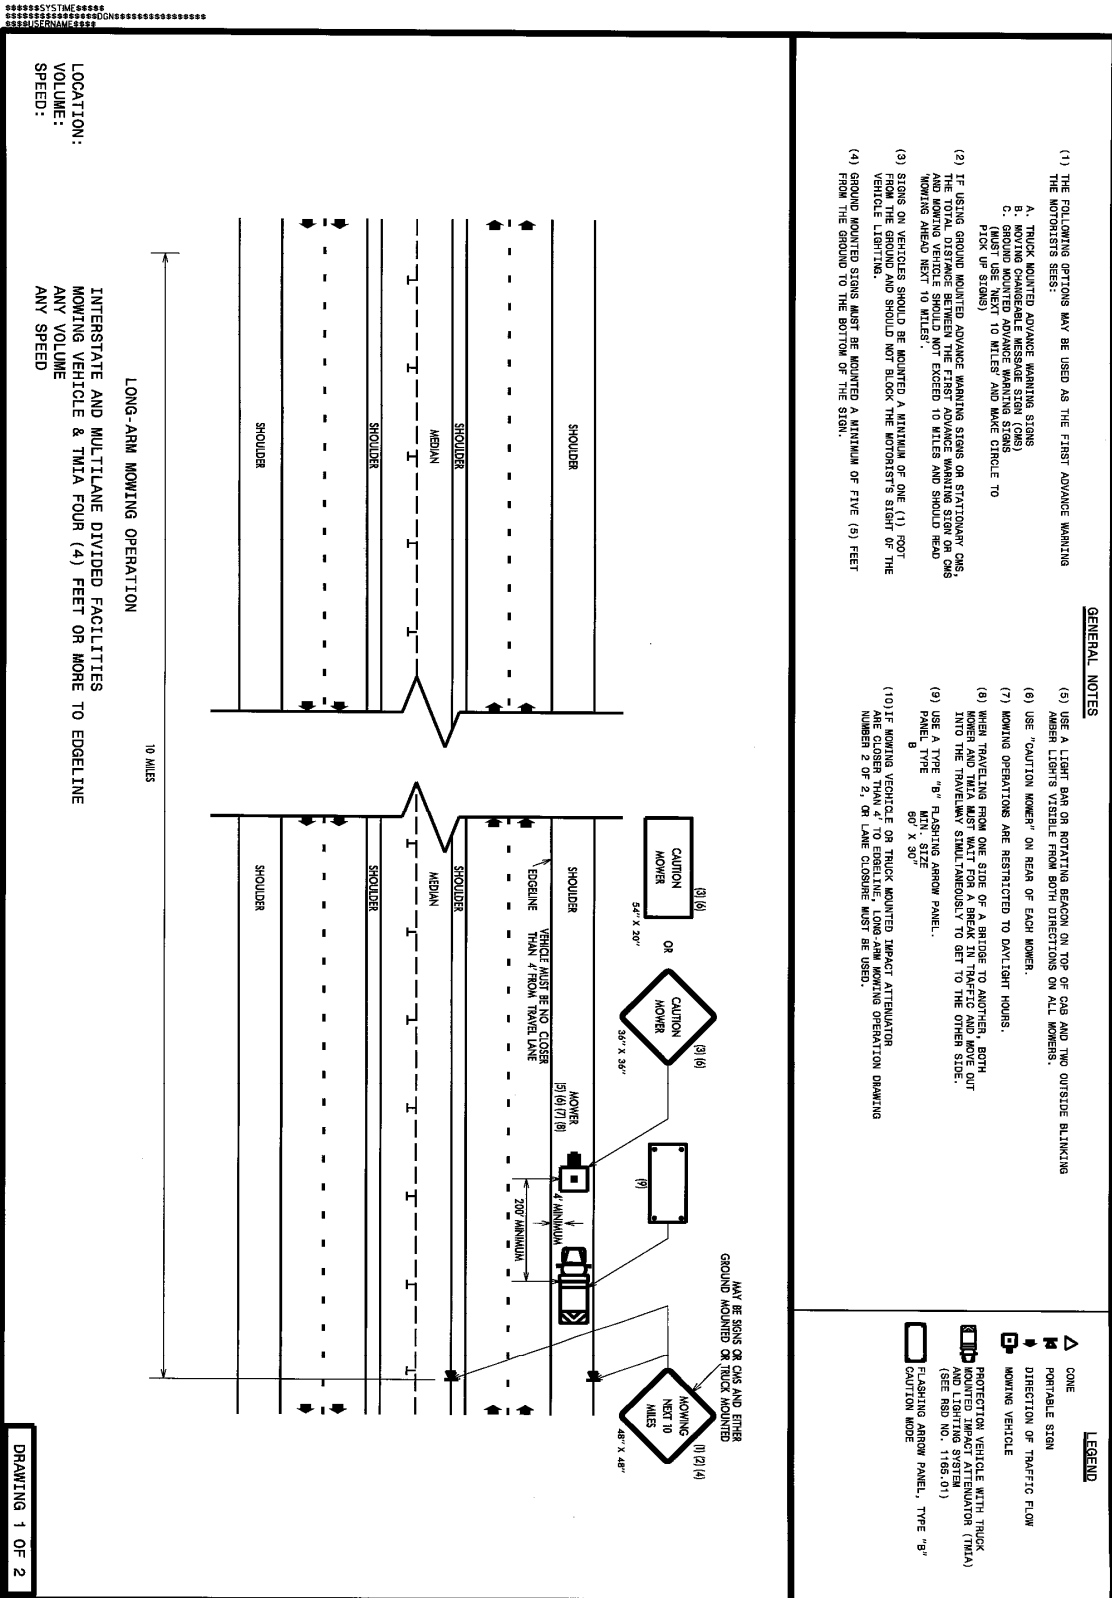 $$$$$$SYSTIME$$$$$
$$$$$$$$$$$$$$$$DGN$$$$$$$$$$$$$$$$
$$$$USERNAME$$$$
GENERAL NOTES
(1) THE FOLLOWING OPTIONS MAY BE USED AS THE FIRST ADVANCE WARNING
THE MOTORISTS SEES:
A. TRUCK MOUNTED ADVANCE WARNING SIGNS
B. MOVING CHANGEABLE MESSAGE SIGN (CMS)
C. GROUND MOUNTED ADVANCE WARNING SIGNS
(MUST USE 'NEXT 10 MILES' AND MAKE CIRCLE TO
PICK UP SIGNS)
(2) IF USING GROUND MOUNTED ADVANCE WARNING SIGNS OR STATIONARY CMS,
THE TOTAL DISTANCE BETWEEN THE FIRST ADVANCE WARNING SIGN OR CMS
AND MOWING VEHICLE SHOULD NOT EXCEED 10 MILES AND SHOULD READ
'MOWING AHEAD NEXT 10 MILES'.
(3) SIGNS ON VEHICLES SHOULD BE MOUNTED A MINIMUM OF ONE (1) FOOT
FROM THE GROUND AND SHOULD NOT BLOCK THE MOTORIST'S SIGHT OF THE
VEHICLE LIGHTING.
(4) GROUND MOUNTED SIGNS MUST BE MOUNTED A MINIMUM OF FIVE (5) FEET
FROM THE GROUND TO THE BOTTOM OF THE SIGN.
(5) USE A LIGHT BAR OR ROTATING BEACON ON TOP OF CAB AND TWO OUTSIDE BLINKING
AMBER LIGHTS VISIBLE FROM BOTH DIRECTIONS ON ALL MOWERS.
(6) USE "CAUTION MOWER" ON REAR OF EACH MOWER.
(7) MOWING OPERATIONS ARE RESTRICTED TO DAYLIGHT HOURS.
(8) WHEN TRAVELING FROM ONE SIDE OF A BRIDGE TO ANOTHER, BOTH
MOWER AND TMIA MUST WAIT FOR A BREAK IN TRAFFIC AND MOVE OUT
INTO THE TRAVELWAY SIMULTANEOUSLY TO GET TO THE OTHER SIDE.
(9) USE A TYPE "B" FLASHING ARROW PANEL.
PANEL TYPE MIN. SIZE
B 60' X 30"
(10)IF MOWING VECHICLE OR TRUCK MOUNTED IMPACT ATTENUATOR
ARE CLOSER THAN 4' TO EDGELINE, LONG-ARM MOWING OPERATION DRAWING
NUMBER 2 OF 2, OR LANE CLOSURE MUST BE USED.
LEGEND
CONE
PORTABLE SIGN
DIRECTION OF TRAFFIC FLOW
MOWING VEHICLE
PROTECTION VEHICLE WITH TRUCK
MOUNTED IMPACT ATTENUATOR (TMIA)
AND LIGHTING SYSTEM
(SEE RSD NO. 1165.01)
FLASHING ARROW PANEL, TYPE "B"
CAUTION MODE
MAY BE SIGNS OR CMS AND EITHER
GROUND MOUNTED OR TRUCK MOUNTED
(3) (6)
CAUTION
MOWER
54" X 20"
OR
(3) (6)
CAUTION
MOWER
36" X 36"
(9)
(1) (2) (4)
MOWING
NEXT 10
MILES
48" X 48"
MOWER
(5) (6) (7) (8)
SHOULDER
SHOULDER
4' MINIMUM
200' MINIMUM
EDGELINE
VEHICLE MUST BE NO CLOSER
THAN 4' FROM TRAVEL LANE
SHOULDER
SHOULDER
MEDIAN
MEDIAN
SHOULDER
SHOULDER
SHOULDER
SHOULDER
10 MILES
LONG-ARM MOWING OPERATION
LOCATION: INTERSTATE AND MULTILANE DIVIDED FACILITIES
MOWING VEHICLE & TMIA FOUR (4) FEET OR MORE TO EDGELINE
VOLUME: ANY VOLUME
SPEED: ANY SPEED
DRAWING 1 OF 2